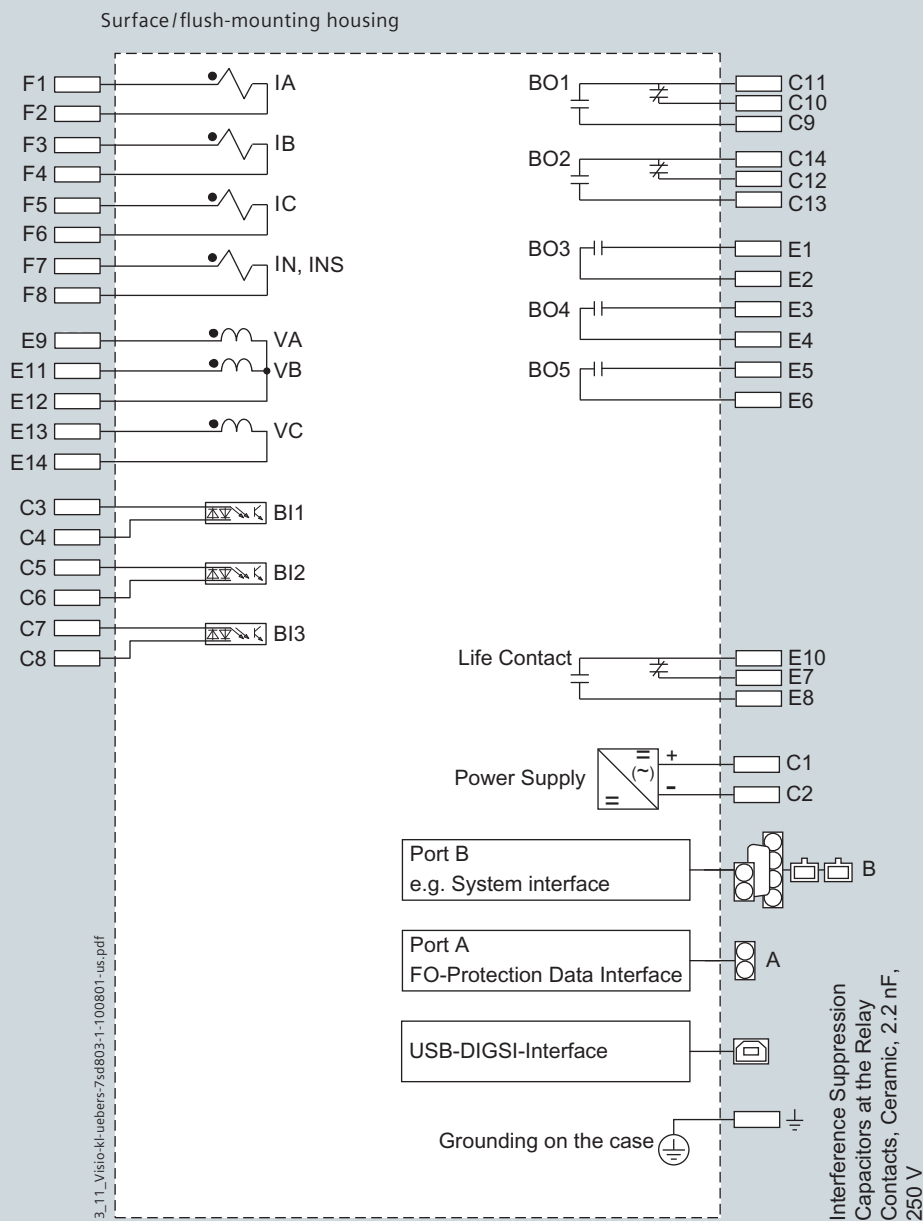 Surface/flush-mounting housing
F1
IA
F2
F3
IB
F4
F5
IC
F6
F7
IN, INS
F8
E9
VA
E11
VB
E12
E13
VC
E14
C3
BI1
C4
C5
BI2
C6
C7
BI3
C8
BO1
C11
C10
C9
BO2
C14
C12
C13
BO3
E1
E2
BO4
E3
E4
BO5
E5
E6
Life Contact
E10
E7
E8
Power Supply
= + 
(~)
= -
C1
C2
Port B
e.g. System interface
B
Port A
FO-Protection Data Interface
A
USB-DIGSI-Interface
Grounding on the case
3_11_Visio-kl-uebers-7sd803-1-100801-us.pdf
Interference Suppression
Capacitors at the Relay
Contacts, Ceramic, 2.2 nF,
250 V